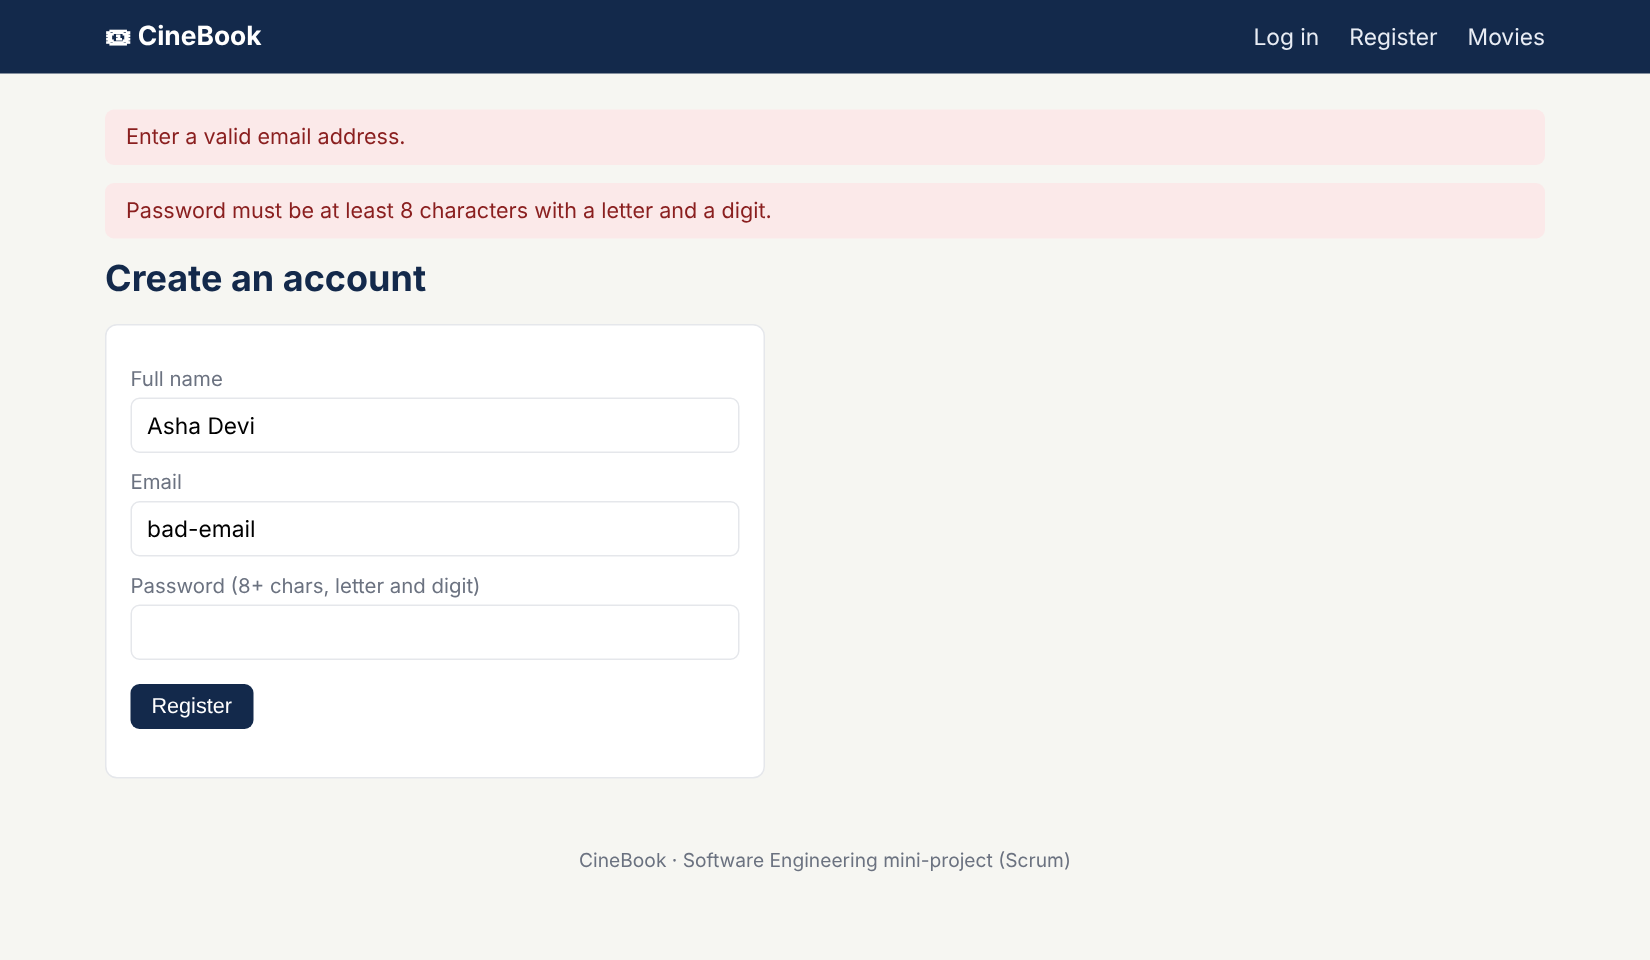 CineBook
Log in Register Movies
Enter a valid email address.
Password must be at least 8 characters with a letter and a digit.
Create an account
Full name
Asha Devi
Email
bad-email
Password (8+ chars, letter and digit)
Register
CineBook · Software Engineering mini-project (Scrum)